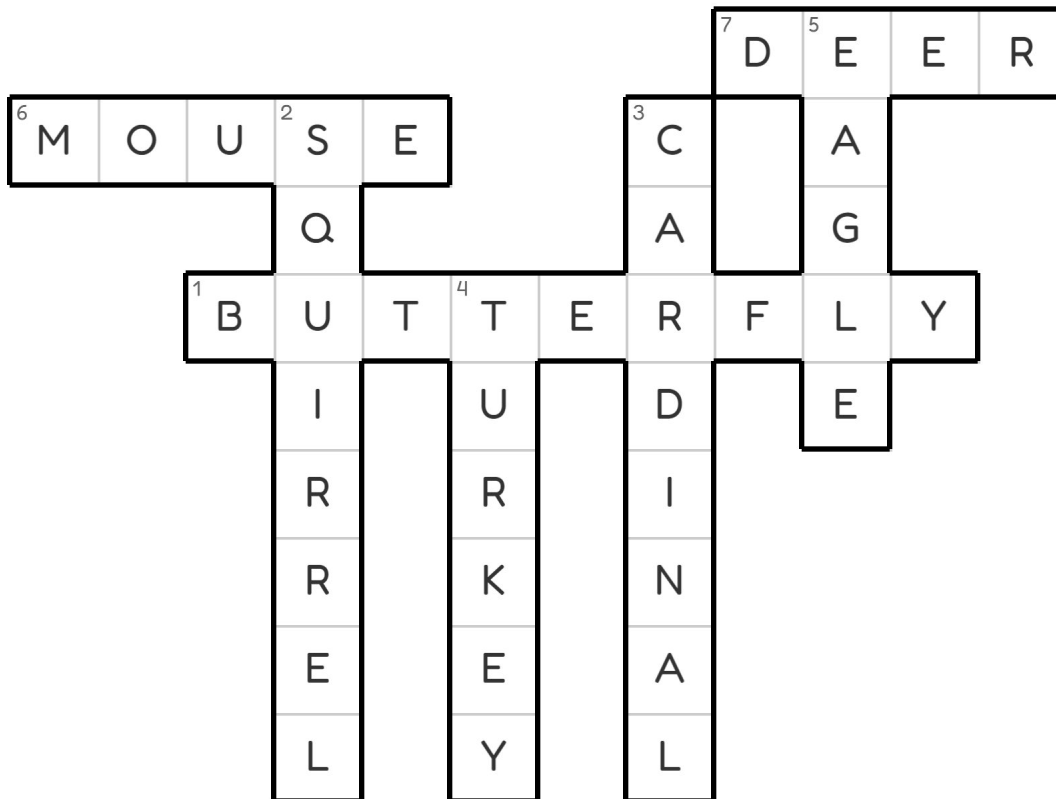 7 D 5 E E R
6 M O U 2 S E 3 C A
Q A G
1 B U T 4 T E R F L Y
I U D E
R R I
R K N
E E A
L Y L